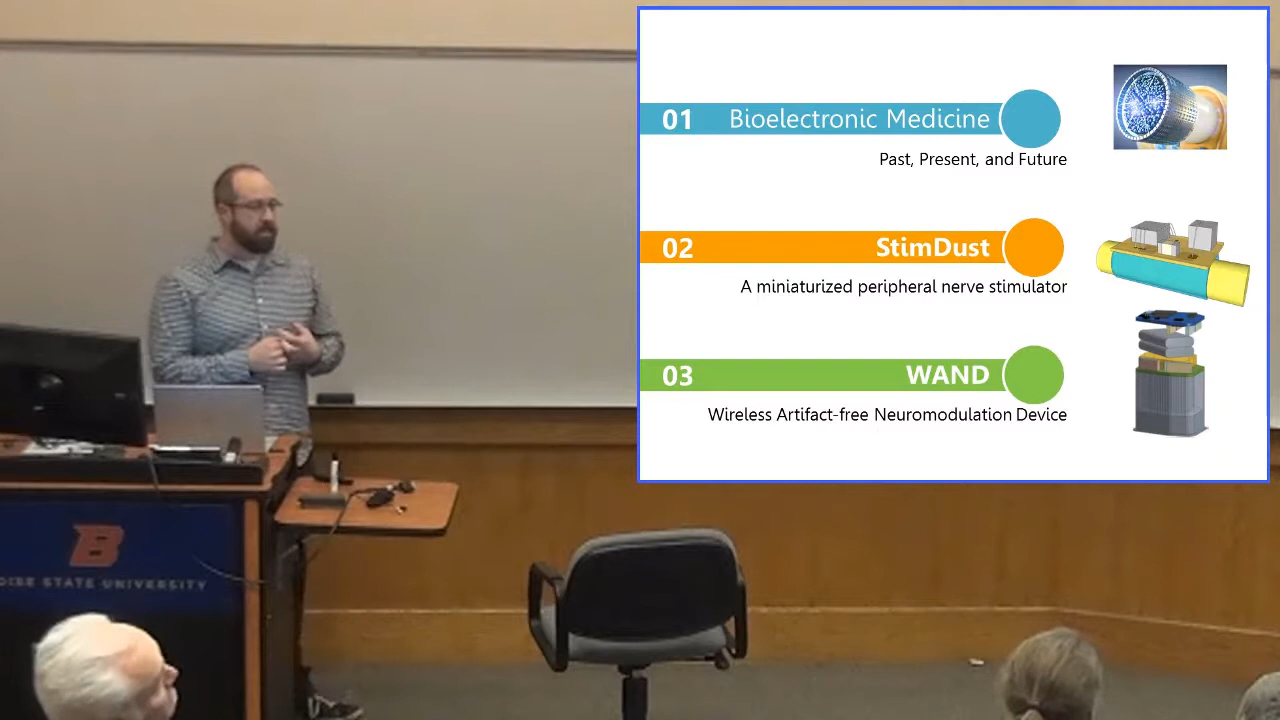 01 Bioelectronic Medicine
Past, Present, and Future
02 StimDust
A miniaturized peripheral nerve stimulator
03 WAND
Wireless Artifact-free Neuromodulation Device
B
STATE UNIVERSITY